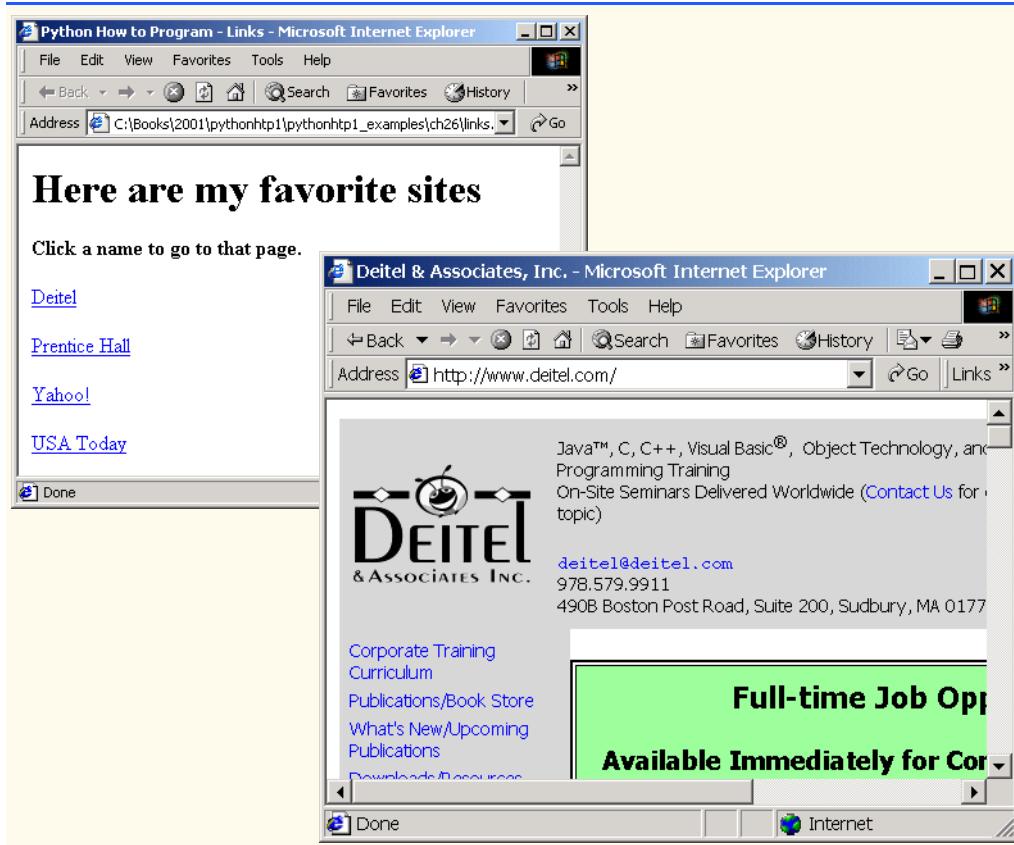 Python How to Program - Links - Microsoft Internet Explorer
File Edit View Favorites Tools Help
Back Search Favorites History »
Address C:\Books\2001\pythonhtp1\pythonhtp1_examples\ch26\links. Go
Here are my favorite sites
Click a name to go to that page.
Deitel
Prentice Hall
Yahoo!
USA Today
Done
Deitel & Associates, Inc. - Microsoft Internet Explorer
File Edit View Favorites Tools Help
Back Search Favorites History »
Address http://www.deitel.com/ Go Links »
DEITEL
& ASSOCIATES INC.
Java™, C, C++, Visual Basic®, Object Technology, and
Programming Training
On-Site Seminars Delivered Worldwide (Contact Us for
topic)
deitel@deitel.com
978.579.9911
490B Boston Post Road, Suite 200, Sudbury, MA 0177
Corporate Training
Curriculum
Publications/Book Store
What's New/Upcoming
Publications
Downloads/Resources
Full-time Job Opp
Available Immediately for Cor
Done Internet